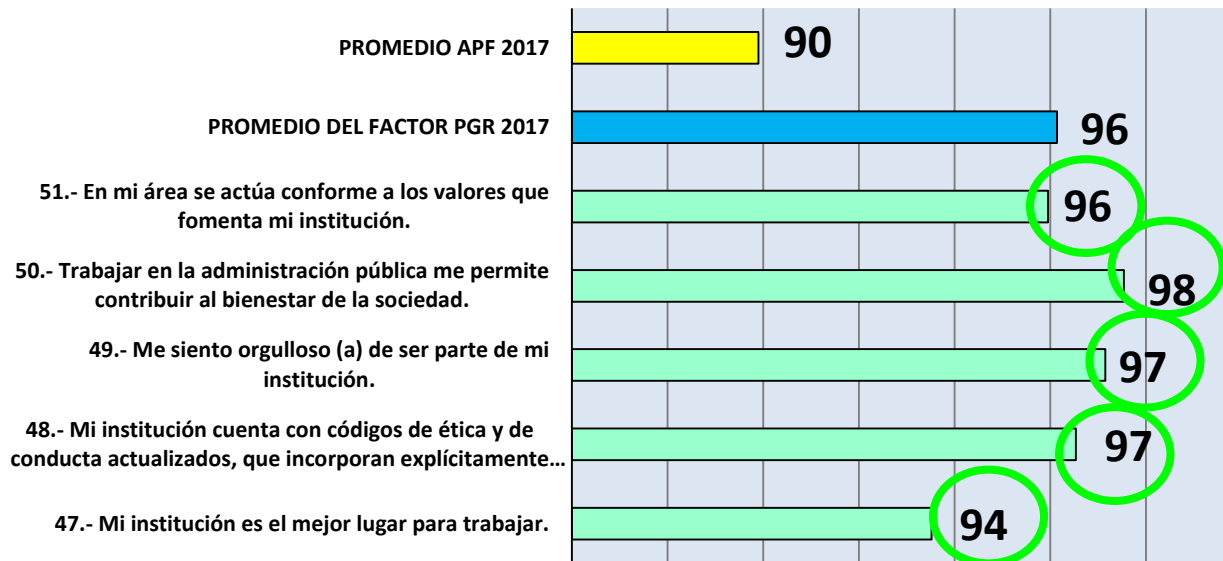 PROMEDIO APF 2017
90
PROMEDIO DEL FACTOR PGR 2017
96
51.- En mi área se actúa conforme a los valores que
fomenta mi institución.
96
50.- Trabajar en la administración pública me permite
contribuir al bienestar de la sociedad.
98
49.- Me siento orgulloso (a) de ser parte de mi
institución.
97
48.- Mi institución cuenta con códigos de ética y de
conducta actualizados, que incorporan explícitamente…
97
47.- Mi institución es el mejor lugar para trabajar.
94